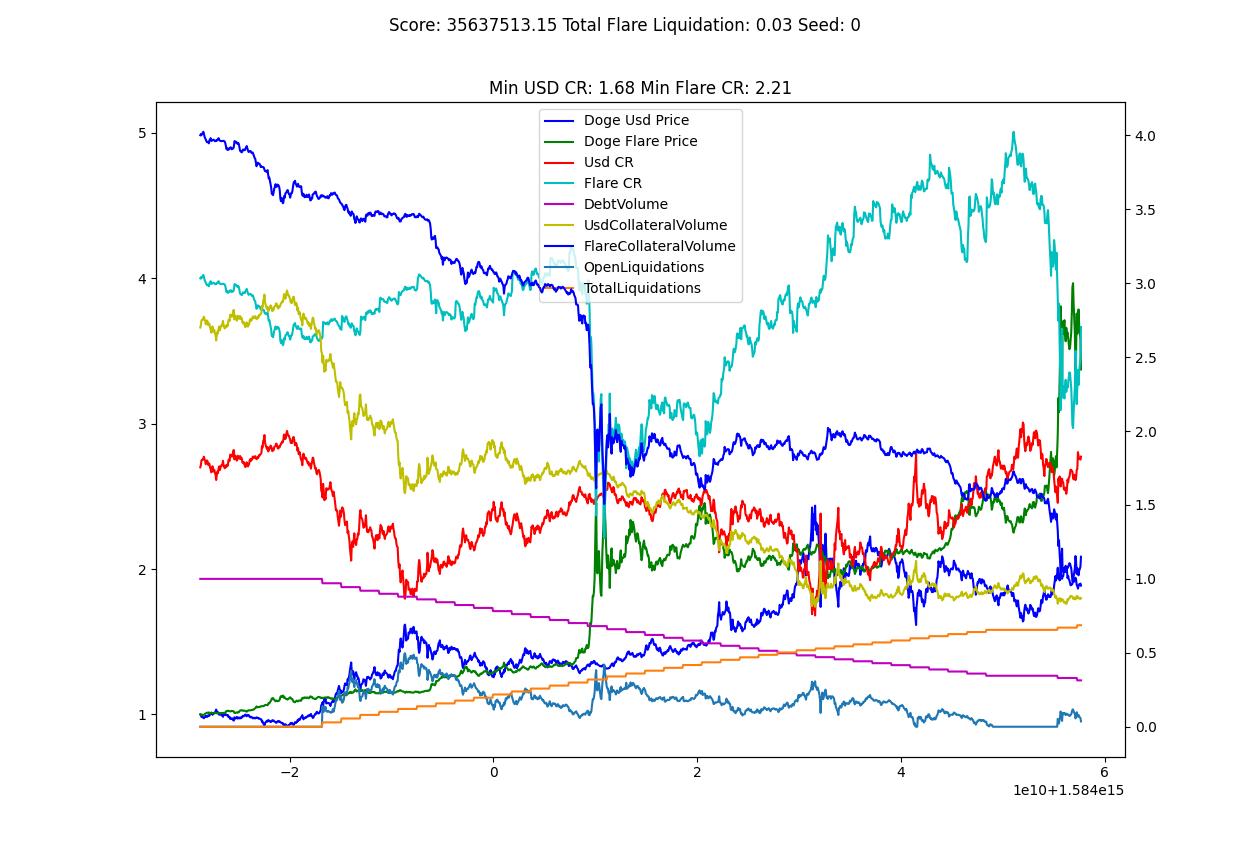 Score: 35637513.15 Total Flare Liquidation: 0.03 Seed: 0
Min USD CR: 1.68 Min Flare CR: 2.21
Doge Usd Price
Doge Flare Price
Usd CR
Flare CR
DebtVolume
UsdCollateralVolume
FlareCollateralVolume
OpenLiquidations
TotalLiquidations
5
4
3
2
1
4.0
3.5
3.0
2.5
2.0
1.5
1.0
0.5
0.0
−2 0 2 4 6
1e10+1.584e15